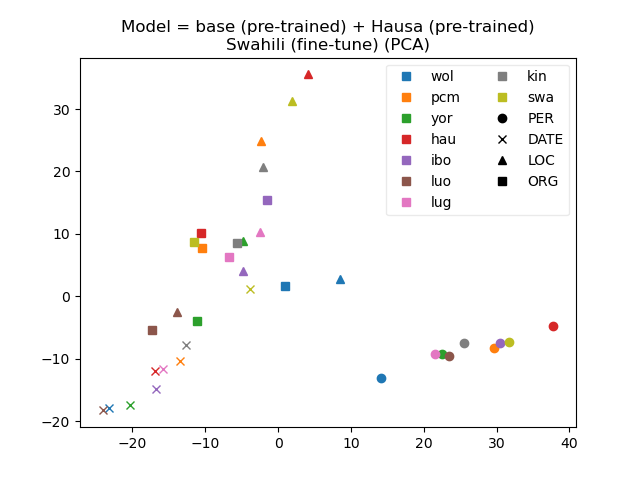 Model = base (pre-trained) + Hausa (pre-trained)
Swahili (fine-tune) (PCA)
wol
pcm
yor
hau
ibo
luo
lug
kin
swa
PER
DATE
LOC
ORG
30
20
10
0
−10
−20
−20
−10
0
10
20
30
40